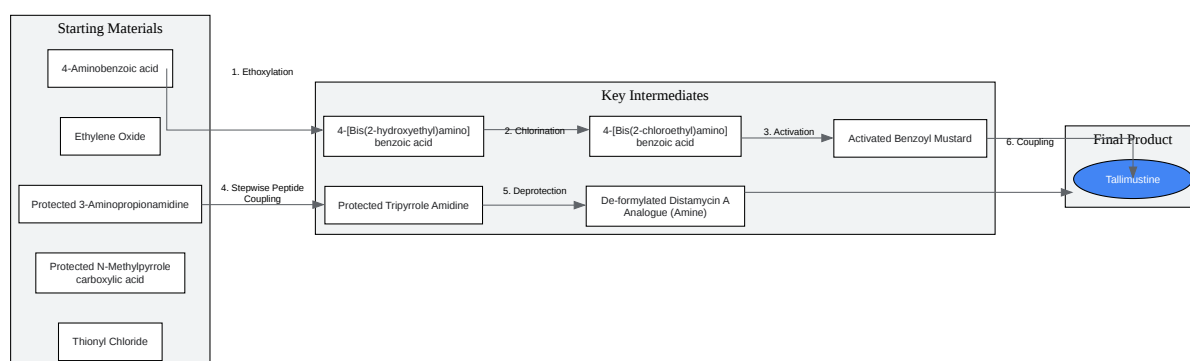 Starting Materials
4-Aminobenzoic acid
Ethylene Oxide
Protected 3-Aminopropionamidine
Protected N-Methylpyrrole
carboxylic acid
Thionyl Chloride
1. Ethoxylation
4. Stepwise Peptide
Coupling
Key Intermediates
4-[Bis(2-hydroxyethyl)amino]
benzoic acid
2. Chlorination
4-[Bis(2-chloroethyl)amino]
benzoic acid
3. Activation
Activated Benzoyl Mustard
Protected Tripyrrole Amidine
5. Deprotection
De-formylated Distamycin A
Analogue (Amine)
6. Coupling
Final Product
Tallimustine